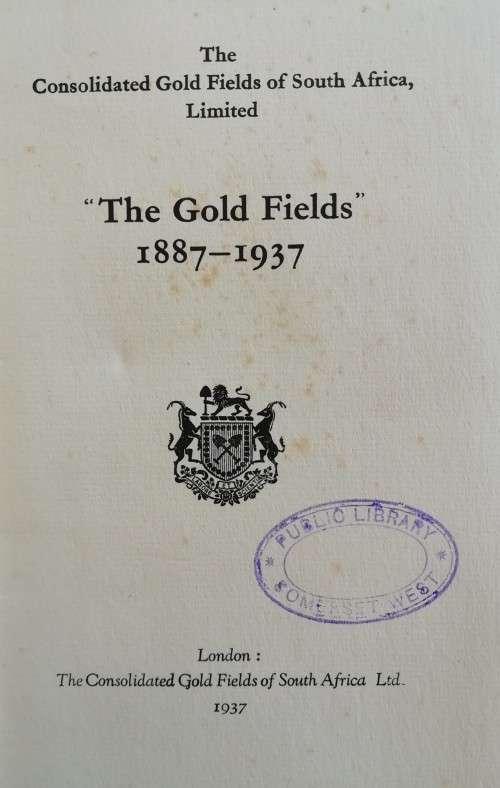 The
Consolidated Gold Fields of South Africa,
Limited
“The Gold Fields”
1887–1937
PUBLIC LIBRARY
SOMERSET WEST
London :
The Consolidated Gold Fields of South Africa Ltd.
1937